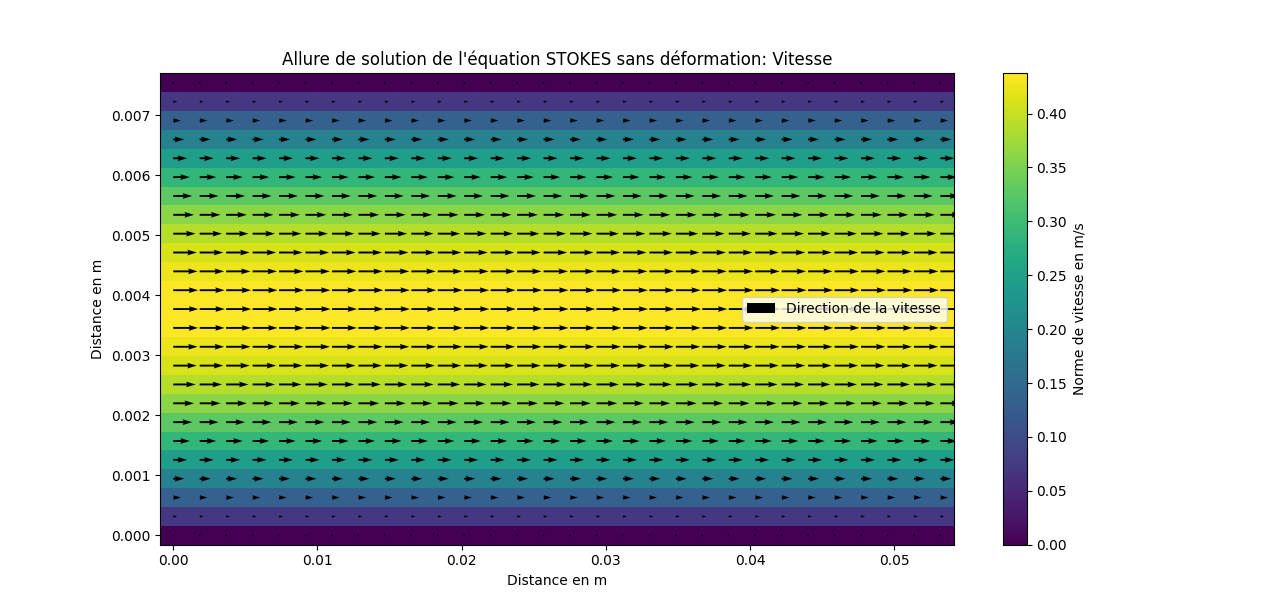 Allure de solution de l'équation STOKES sans déformation: Vitesse
0.007
0.006
0.005
0.004
0.003
0.002
0.001
0.000
Distance en m
Direction de la vitesse
0.00 0.01 0.02 0.03 0.04 0.05
Distance en m
0.40
0.35
0.30
0.25
0.20
0.15
0.10
0.05
0.00
Norme de vitesse en m/s